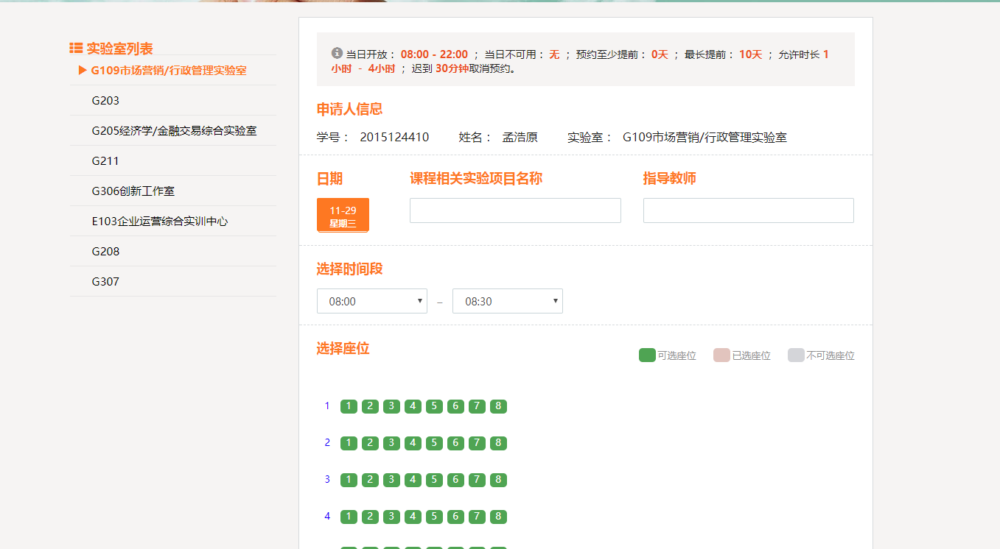 实验室列表
G109市场营销/行政管理实验室
G203
G205经济学/金融交易综合实验室
G211
G306创新工作室
E103企业运营综合实训中心
G208
G307
当日开放： 08:00 - 22:00 ； 当日不可用： 无 ； 预约至少提前： 0天 ； 最长提前： 10天 ； 允许时长 1
小时 - 4小时 ； 迟到 30分钟取消预约。
申请人信息
学号： 2015124410 姓名： 孟浩原 实验室： G109市场营销/行政管理实验室
日期 课程相关实验项目名称 指导教师
11-29
星期三
选择时间段
08:00 – 08:30
选择座位
可选座位 已选座位 不可选座位
1 1 2 3 4 5 6 7 8
2 1 2 3 4 5 6 7 8
3 1 2 3 4 5 6 7 8
4 1 2 3 4 5 6 7 8